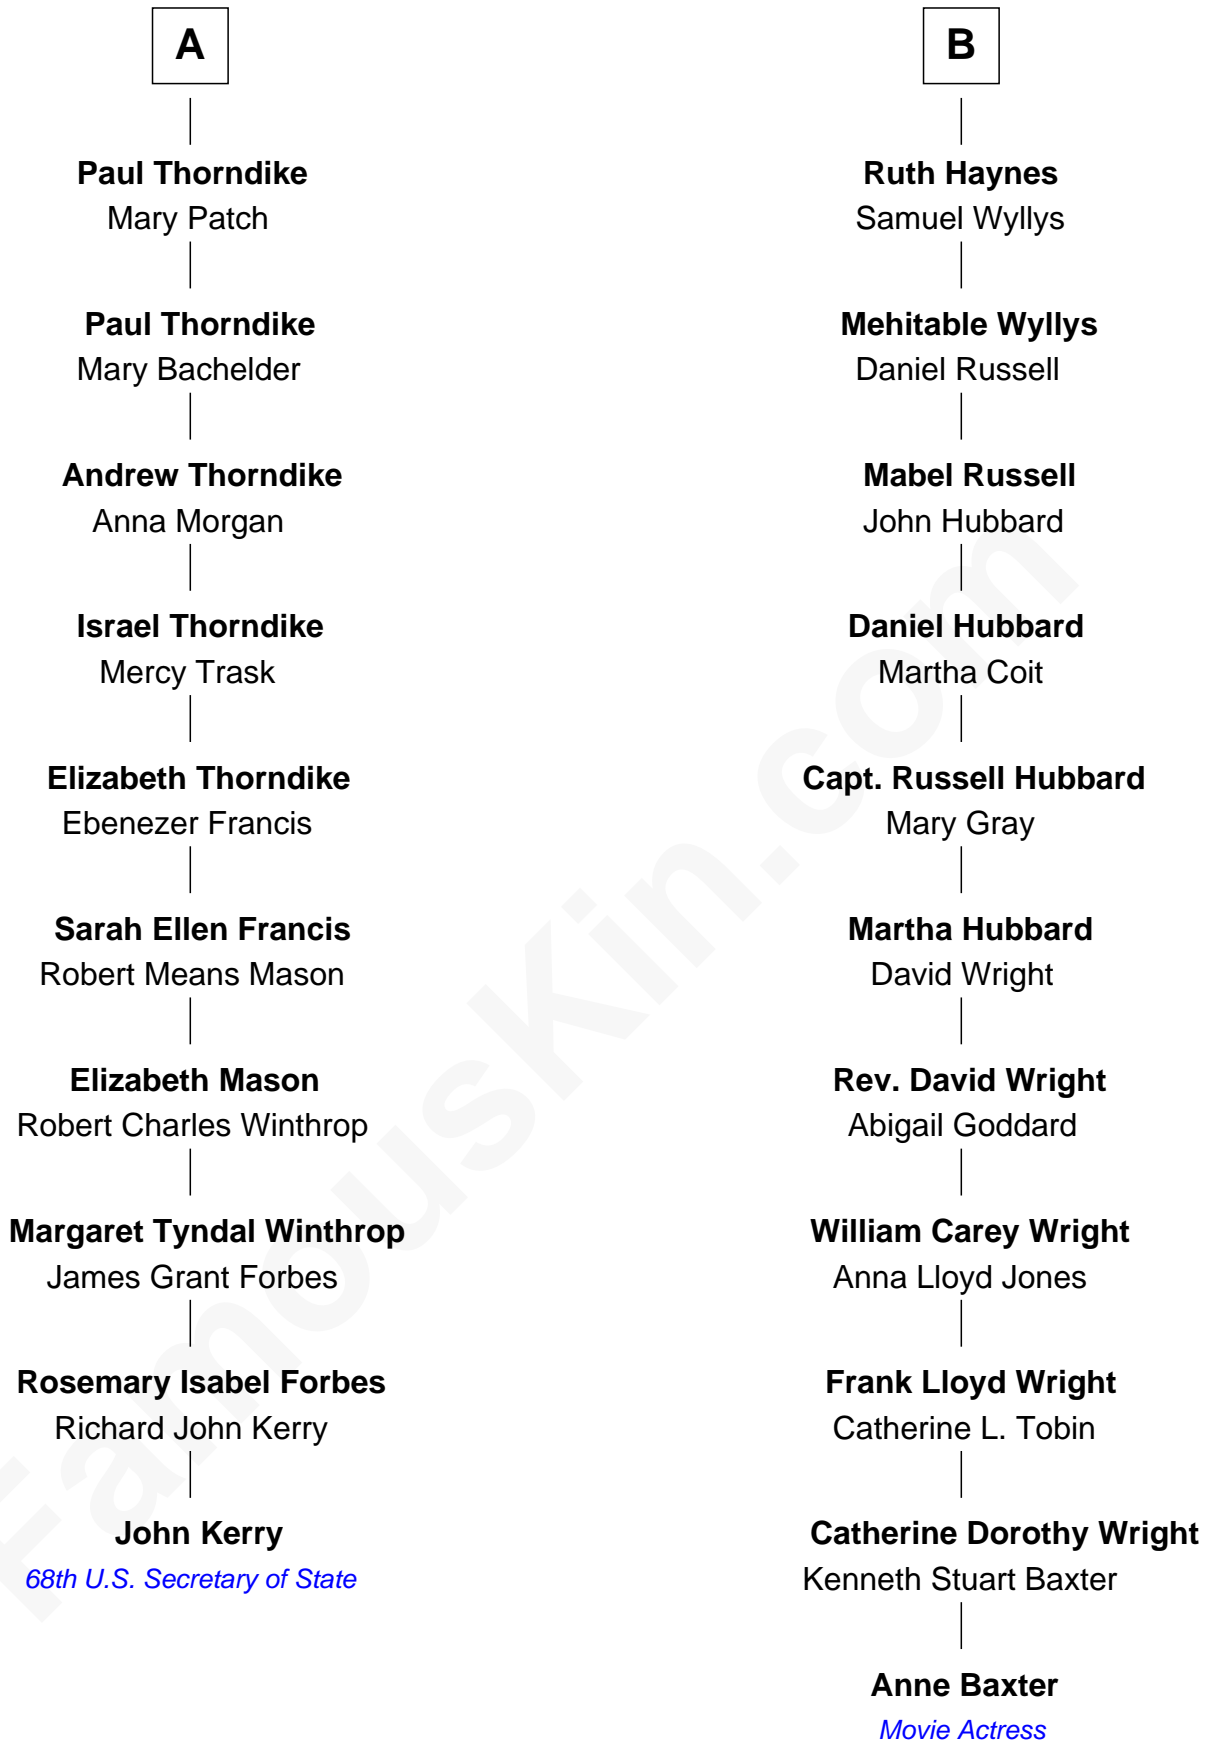 A
Paul Thorndike
Mary Patch
Paul Thorndike
Mary Bachelder
Andrew Thorndike
Anna Morgan
Israel Thorndike
Mercy Trask
Elizabeth Thorndike
Ebenezer Francis
Sarah Ellen Francis
Robert Means Mason
Elizabeth Mason
Robert Charles Winthrop
Margaret Tyndal Winthrop
James Grant Forbes
Rosemary Isabel Forbes
Richard John Kerry
John Kerry
68th U.S. Secretary of State
B
Ruth Haynes
Samuel Wyllys
Mehitable Wyllys
Daniel Russell
Mabel Russell
John Hubbard
Daniel Hubbard
Martha Coit
Capt. Russell Hubbard
Mary Gray
Martha Hubbard
David Wright
Rev. David Wright
Abigail Goddard
William Carey Wright
Anna Lloyd Jones
Frank Lloyd Wright
Catherine L. Tobin
Catherine Dorothy Wright
Kenneth Stuart Baxter
Anne Baxter
Movie Actress
FamousKin.com